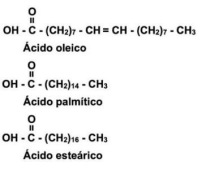 O
OH - C - (CH₂)₇ - CH = CH - (CH₂)₇ - CH₃
Ácido oleico
O
OH - C - (CH₂)₁₄ - CH₃
Ácido palmítico
O
OH - C - (CH₂)₁₆ - CH₃
Ácido esteárico